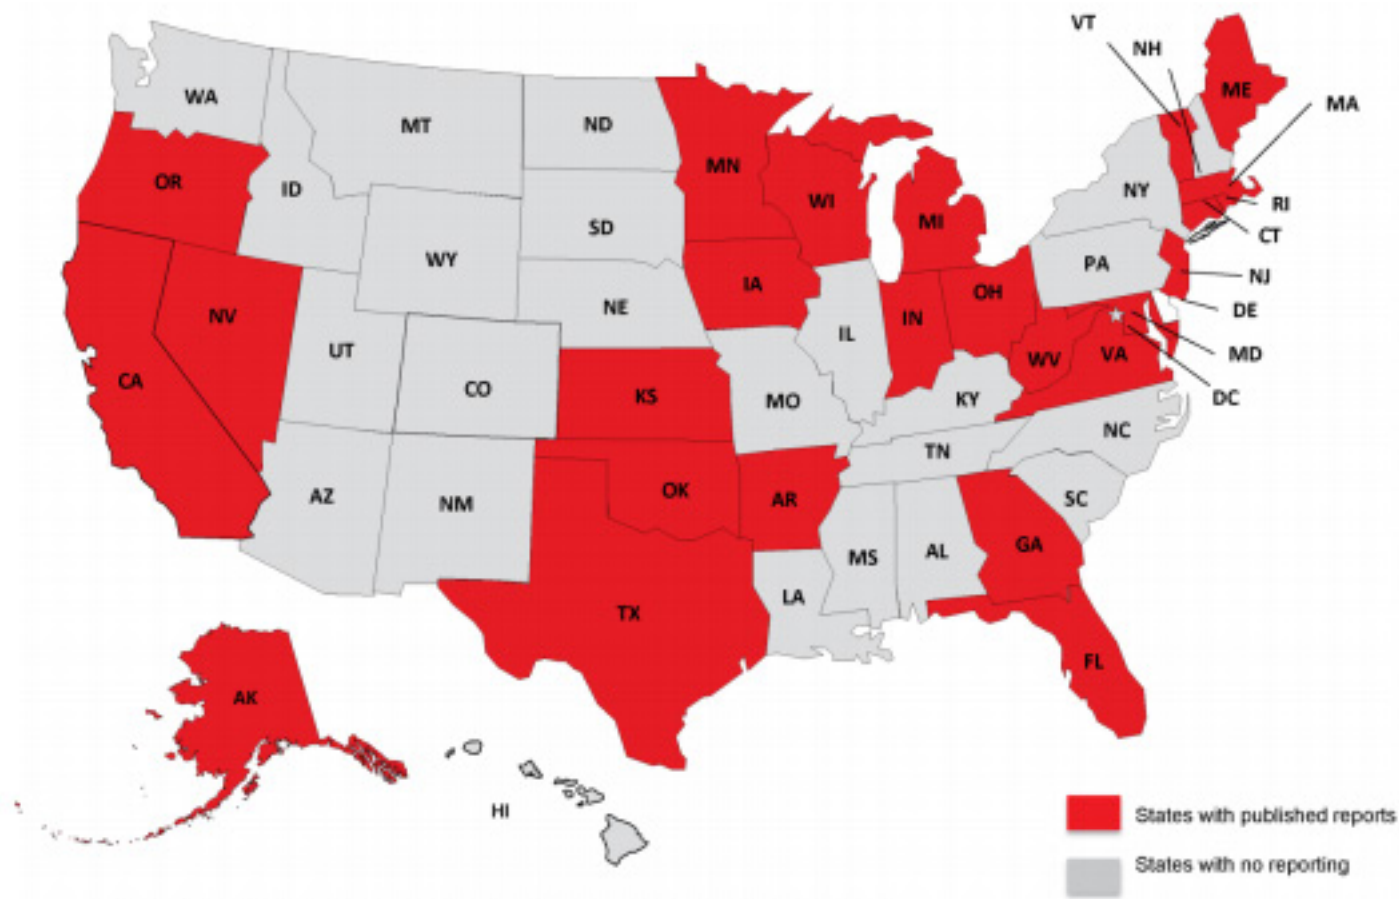 VT
NH
ME
MA
WA
MT
ND
MN
OR
ID
SD
WI
MI
NY
RI
CT
WY
PA
NJ
NV
NE
IA
IN
OH
DE
UT
IL
WV
VA
MD
CA
CO
KS
MO
KY
DC
NC
TN
AZ
NM
OK
AR
SC
MS
AL
GA
LA
TX
FL
AK
HI
States with published reports
States with no reporting